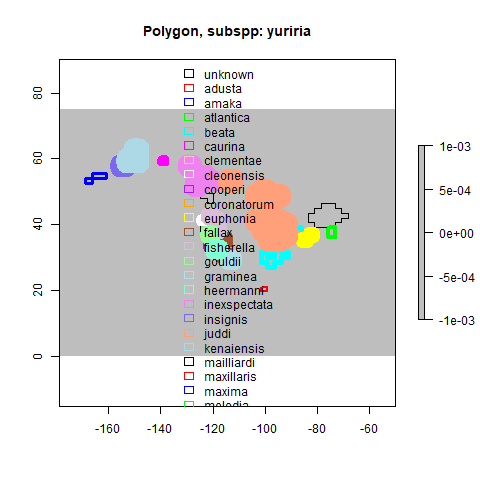 Polygon, subspp: yuriria
unknown
adusta
amaka
atlantica
beata
caurina
clementae
cleonensis
cooperi
coronatorum
euphonia
fallax
fisherella
gouldii
graminea
heermanni
inexspectata
insignis
juddi
kenaiensis
mailliardi
maxillaris
maxima
melodia
80
60
40
20
0
-160
-140
-120
-100
-80
-60
1e-03
5e-04
0e+00
-5e-04
-1e-03